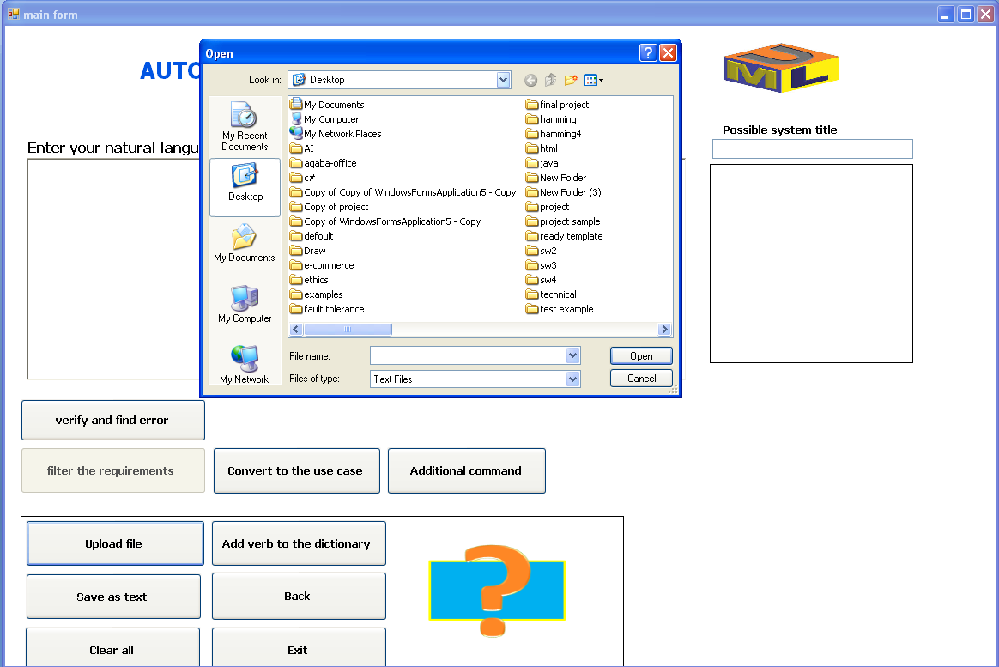 main form
AUTO
Open
Look in:
Desktop
My Recent
Documents
Desktop
My Documents
My Computer
My Network
My Documents
My Computer
My Network Places
AI
aqaba-office
c#
Copy of Copy of WindowsFormsApplication5 - Copy
Copy of project
Copy of WindowsFormsApplication5 - Copy
default
Draw
e-commerce
ethics
examples
fault tolerance
final project
hamming
hamming4
html
java
New Folder
New Folder (3)
project
project sample
ready template
sw2
sw3
sw4
technical
test example
File name:
Open
Files of type:
Text Files
Cancel
UML
Possible system title
Enter your natural langu
verify and find error
filter the requirements
Convert to the use case
Additional command
Upload file
Add verb to the dictionary
Save as text
Back
Clear all
Exit
?